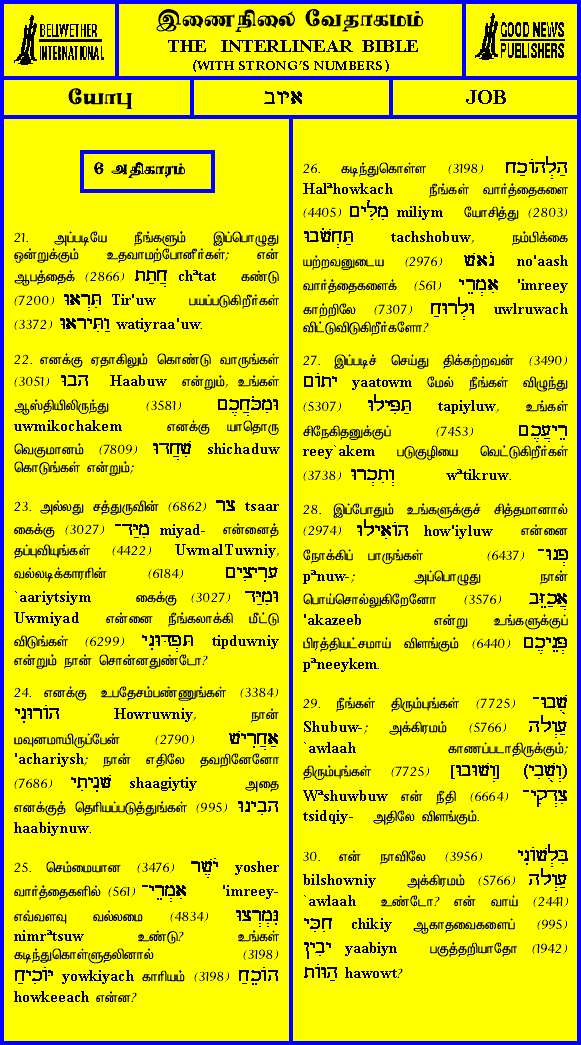 BELLWETHER
INTERNATIONAL
இணைநிலை வேதாகமம்
THE INTERLINEAR BIBLE
(WITH STRONG'S NUMBERS)
GOOD NEWS
PUBLISHERS
யோபு
איוב
JOB
6 அதிகாரம்
21. அப்படியே நீங்களும் இப்பொழுது
ஒன்றுக்கும் உதவாமற்போனீர்கள்; என்
ஆபத்தைக் (2866) חֲתַת chªtat கண்டு
(7200) תִּרְאוּ Tir'uw பயப்படுகிறீர்கள்
(3372) וַתִּירָאוּ watiyraa'uw.
22. எனக்கு ஏதாகிலும் கொண்டு வாருங்கள்
(3051) הָבוּ Haabuw என்றும், உங்கள்
ஆஸ்தியிலிருந்து (3581) וּמִכֹּחֲכֶם
uwmikochakem எனக்கு யாதொரு
வெகுமானம் (7809) שִׁחֲדוּ shichaduw
கொடுங்கள் என்றும்;
23. அல்லது சத்துருவின் (6862) צָר tsaar
கைக்கு (3027) מִיַּד־ miyad- என்னைத்
தப்புவியுங்கள் (4422) UwmalTuwniy,
வல்லடிக்காரரின் (6184) עָרִיצִים
`aariytsiym கைக்கு (3027) וּמִיַּד
Uwmiyad என்னை நீங்கலாக்கி மீட்டு
விடுங்கள் (6299) תִּפְדּוּנִי tipduwniy
என்றும் நான் சொன்னதுண்டோ?
24. எனக்கு உபதேசம்பண்ணுங்கள் (3384)
הוֹרוּנִי Howruwniy, நான்
மவுனமாயிருப்பேன் (2790) אַחֲרִישׁ
'achariysh; நான் எதிலே தவறினேனோ
(7686) שָּׁגִיתִי shaagiytiy அதை
எனக்குத் தெரியப்படுத்துங்கள் (995) הָבִינוּ
haabiynuw.
25. செம்மையான (3476) יֹשֶׁר yosher
வார்த்தைகளில் (561) אִמְרֵי־ 'imreey-
எவ்வளவு வல்லமை (4834) נִמְרְצוּ
nimrªtsuw உண்டு? உங்கள்
கடிந்துகொள்ளுதலினால் (3198)
יוֹכִיחַ yowkiyach காரியம் (3198) הוֹכֵחַ
howkeeach என்ன?
26. கடிந்துகொள்ள (3198) הַלְהוֹכַח
Halªhowkach நீங்கள் வார்த்தைகளை
(4405) מִלִּים miliym யோசித்து (2803)
תַּחְשֹׁבוּ tachshobuw, நம்பிக்கை
யற்றவனுடைய (2976) נֹאָשׁ no'aash
வார்த்தைகளைக் (561) אִמְרֵי 'imreey
காற்றிலே (7307) וּלְרוּחַ uwlruwach
விட்டுவிடுகிறீர்களோ?
27. இப்படிச் செய்து திக்கற்றவன் (3490)
יָתוֹם yaatowm மேல் நீங்கள் விழுந்து
(5307) תַּפִּילוּ tapiyluw, உங்கள்
சிநேகிதனுக்குப் (7453) רֵיעֲכֶם
reey`akem படுகுழியை வெட்டுகிறீர்கள்
(3738) וְתִכְרוּ wªtikruw.
28. இப்போதும் உங்களுக்குச் சித்தமானால்
(2974) הוֹאִילוּ how'iyluw என்னை
நோக்கிப் பாருங்கள் (6437) פְנוּ־
pªnuw-; அப்பொழுது நான்
பொய்சொல்லுகிறேனோ (3576) אֲכַזֵּב
'akazeeb என்று உங்களுக்குப்
பிரத்தியட்சமாய் விளங்கும் (6440) פְּנֵיכֶם
pªneeykem.
29. நீங்கள் திரும்புங்கள் (7725) שֻׁבוּ־
Shubuw-; அக்கிரமம் (5766) עַוְלָה
`awlaah காணப்படாதிருக்கும்;
திரும்புங்கள் (7725) [וְשׁוּבוּ] (וְשֻׁבִי)
Wªshuwbuw என் நீதி (6664) צִדְקִי־
tsidqiy- அதிலே விளங்கும்.
30. என் நாவிலே (3956) בִּלְשׁוֹנִי
bilshowniy அக்கிரமம் (5766) עַוְלָה
`awlaah உண்டோ? என் வாய் (2441)
חִכִּי chikiy ஆகாதவைகளைப் (995)
יָבִין yaabiyn பகுத்தறியாதோ (1942)
הַוּוֹת hawowt?